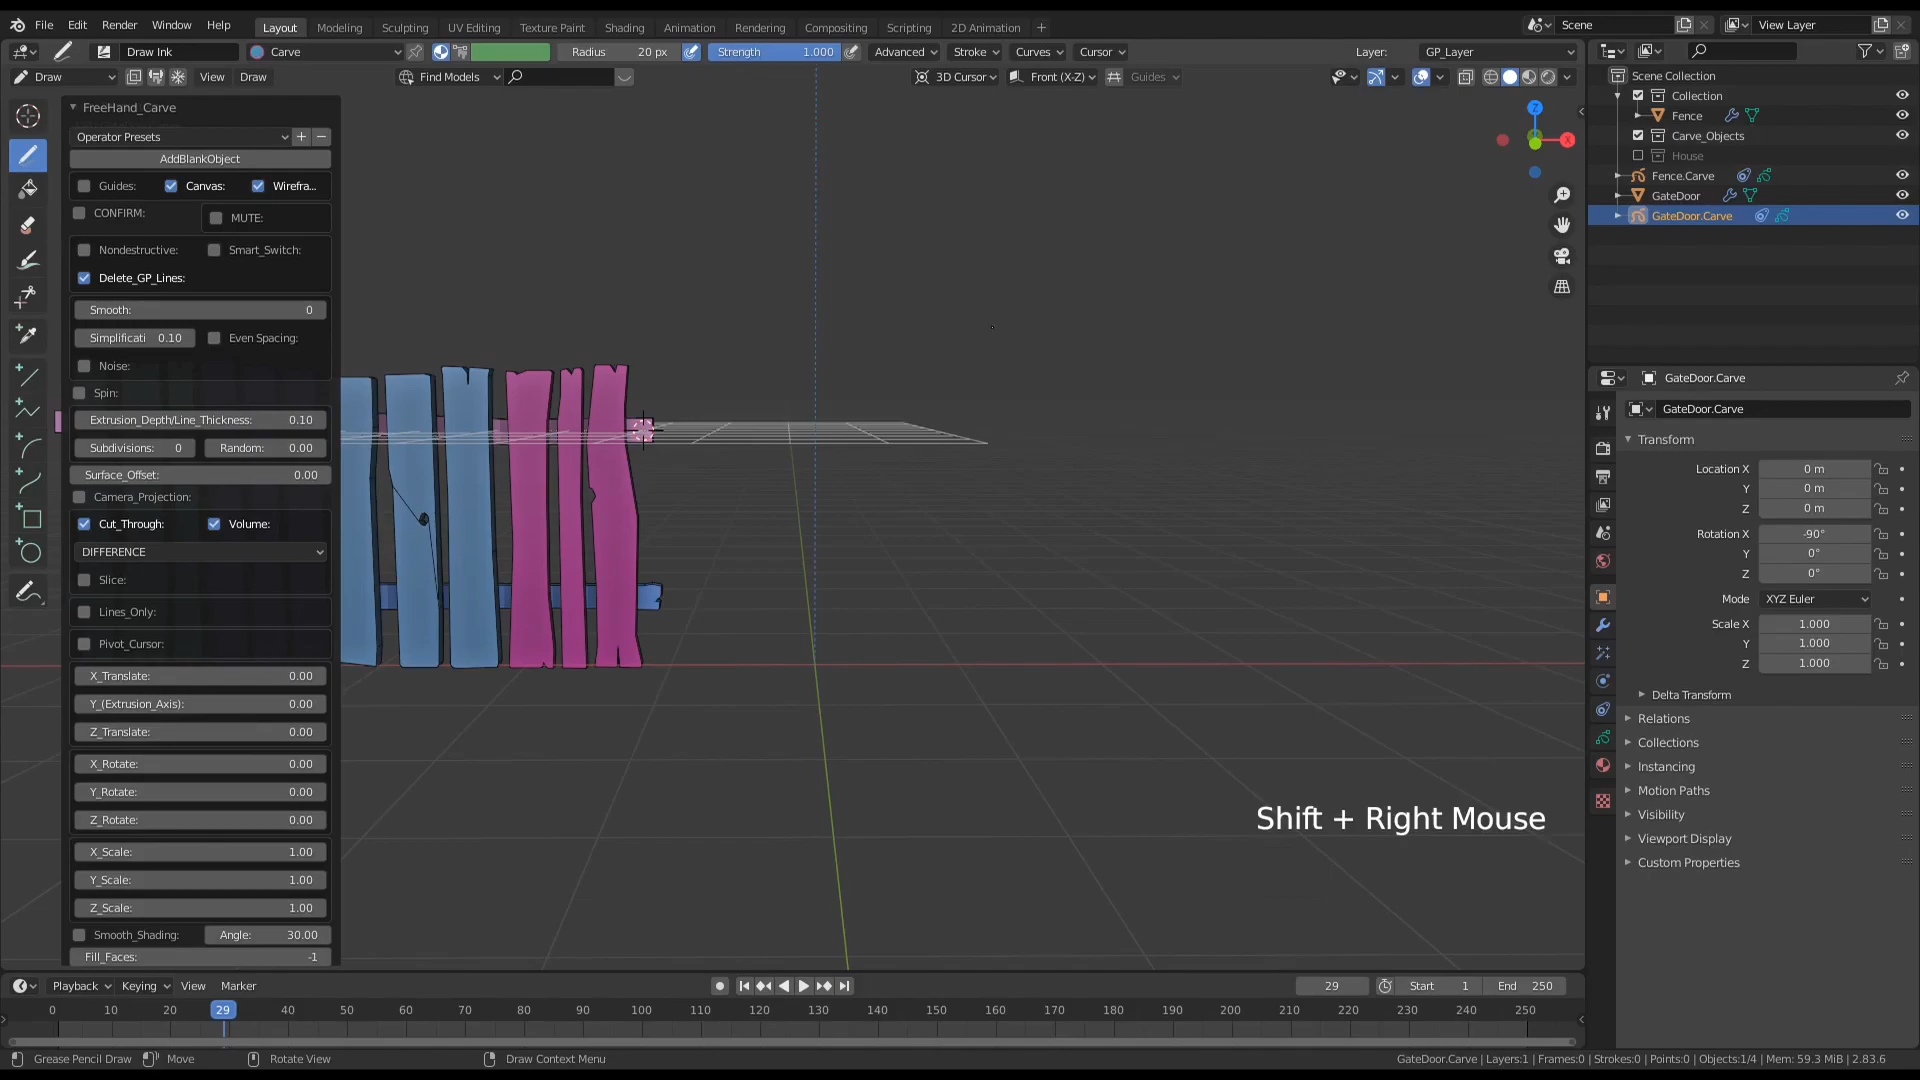 File Edit Render Window Help Layout Modeling Sculpting UV Editing Texture Paint Shading Animation Rendering Compositing Scripting 2D Animation + Scene View Layer
Draw Ink Carve Radius 20 px Strength 1.000 Advanced Stroke Curves Cursor Layer: GP_Layer
Draw View Draw Find Models 3D Cursor Front (X-Z) Guides
FreeHand_Carve
Operator Presets
AddBlankObject
Guides: Canvas: Wirefra...
CONFIRM: MUTE:
Nondestructive: Smart_Switch:
Delete_GP_Lines:
Smooth: 0
Simplificati 0.10 Even Spacing:
Noise:
Spin:
Extrusion_Depth/Line_Thickness: 0.10
Subdivisions: 0 Random: 0.00
Surface_Offset: 0.00
Camera_Projection:
Cut_Through: Volume:
DIFFERENCE
Slice:
Lines_Only:
Pivot_Cursor:
X_Translate: 0.00
Y_(Extrusion_Axis): 0.00
Z_Translate: 0.00
X_Rotate: 0.00
Y_Rotate: 0.00
Z_Rotate: 0.00
X_Scale: 1.00
Y_Scale: 1.00
Z_Scale: 1.00
Smooth_Shading: Angle: 30.00
Fill_Faces: -1
Z
X
Shift + Right Mouse
Scene Collection
Collection
Fence
Carve_Objects
House
Fence.Carve
GateDoor
GateDoor.Carve
GateDoor.Carve
GateDoor.Carve
Transform
Location X 0 m
Y 0 m
Z 0 m
Rotation X -90°
Y 0°
Z 0°
Mode XYZ Euler
Scale X 1.000
Y 1.000
Z 1.000
Delta Transform
Relations
Collections
Instancing
Motion Paths
Visibility
Viewport Display
Custom Properties
Playback Keying View Marker 29 Start 1 End 250
0 10 20 29 40 50 60 70 80 90 100 110 120 130 140 150 160 170 180 190 200 210 220 230 240 250
Grease Pencil Draw Move Rotate View Draw Context Menu GateDoor.Carve | Layers:1 | Frames:0 | Strokes:0 | Points:0 | Objects:1/4 | Mem: 59.3 MiB | 2.83.6